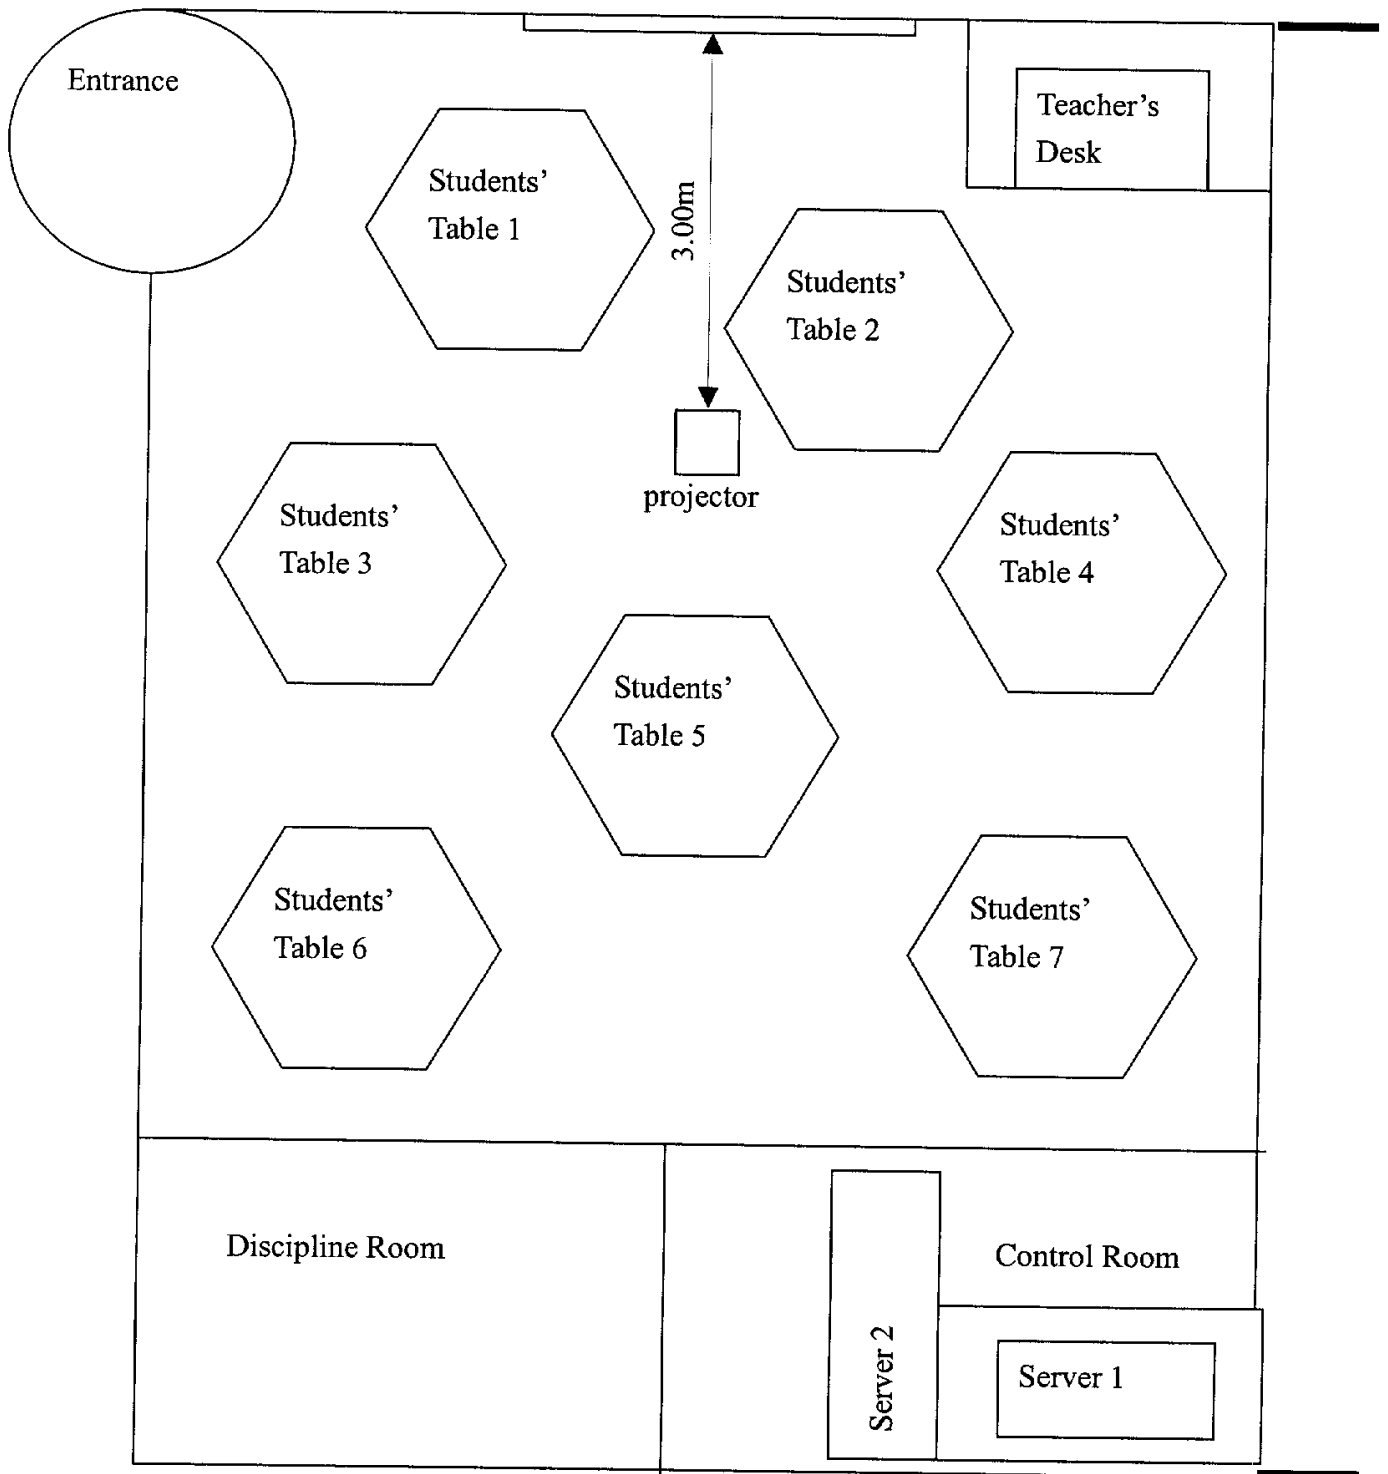 Entrance
Teacher's
Desk
Students'
Table 1
3.00m
Students'
Table 2
projector
Students'
Table 3
Students'
Table 4
Students'
Table 5
Students'
Table 6
Students'
Table 7
Discipline Room
Control Room
Server 2
Server 1